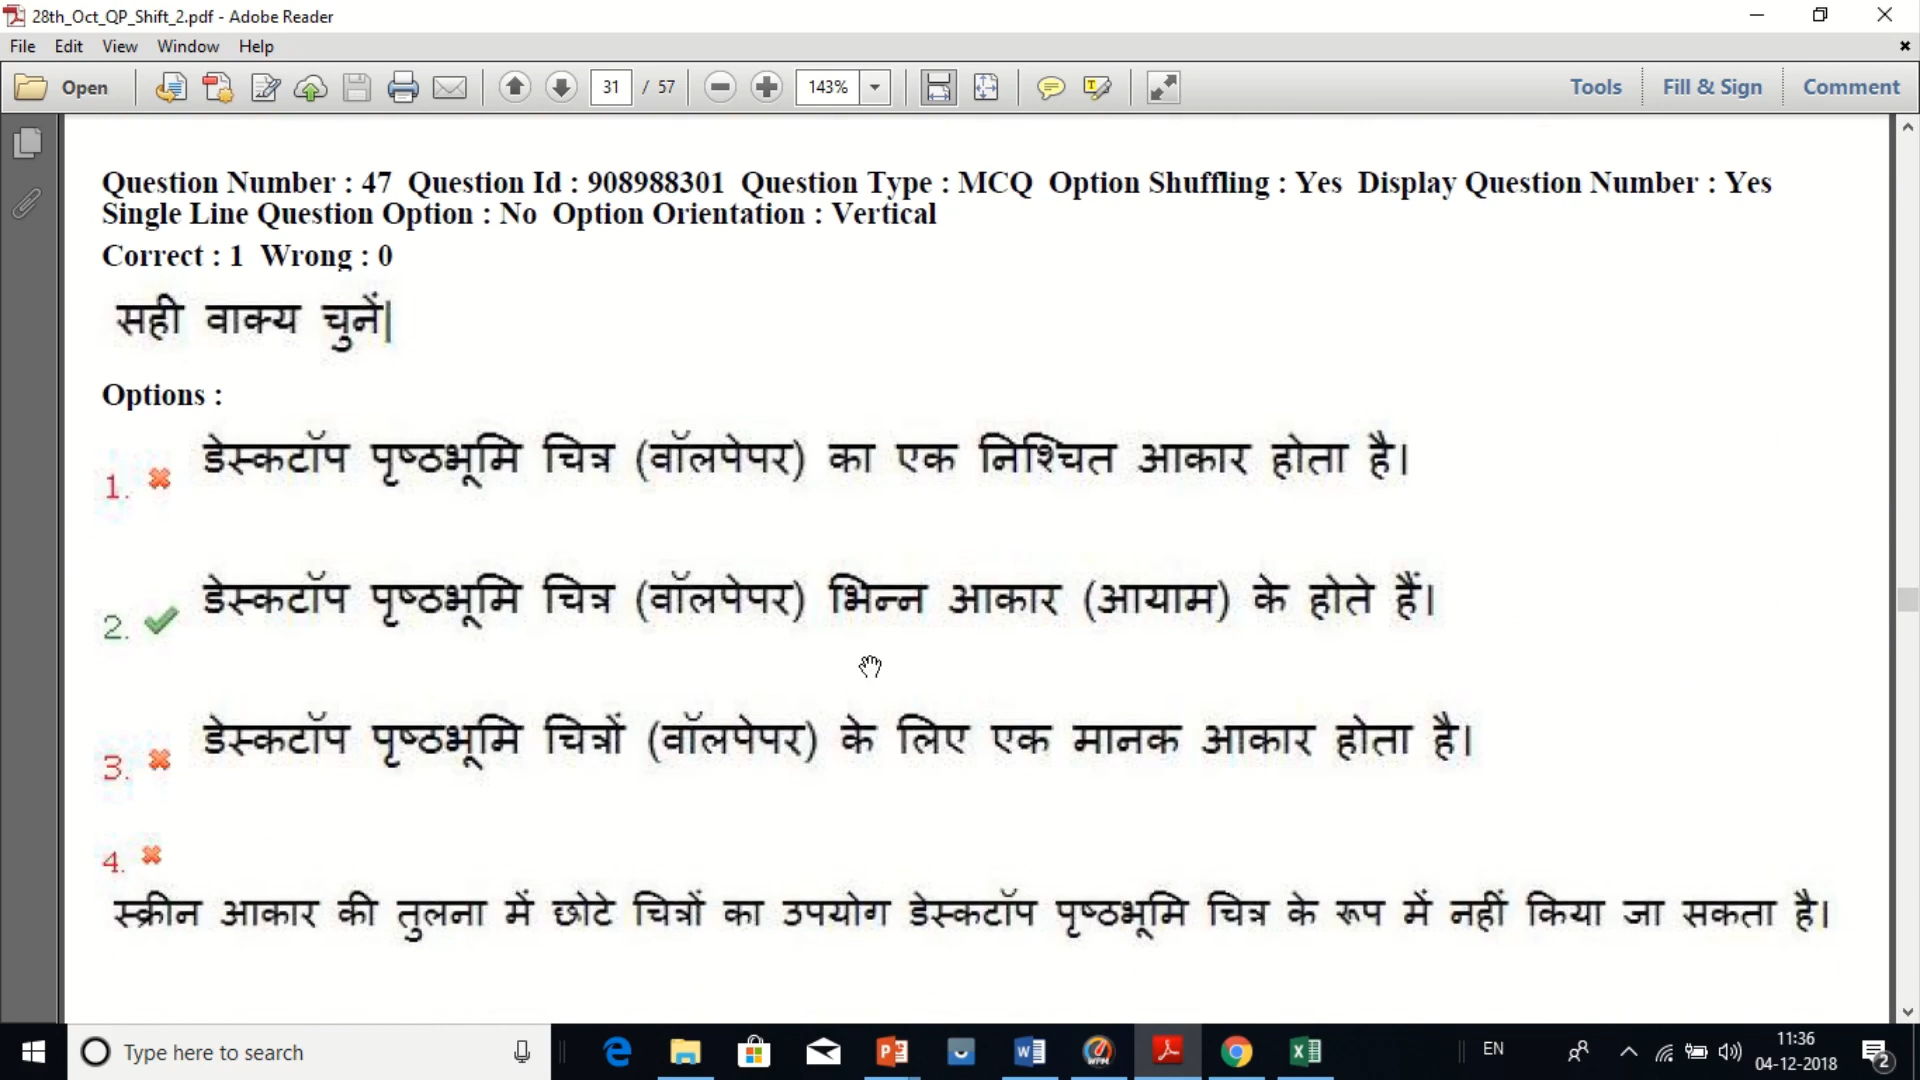 28th_Oct_QP_Shift_2.pdf - Adobe Reader
File Edit View Window Help
Open 31 / 57 143% Tools Fill & Sign Comment
Question Number : 47 Question Id : 908988301 Question Type : MCQ Option Shuffling : Yes Display Question Number : Yes
Single Line Question Option : No Option Orientation : Vertical
Correct : 1 Wrong : 0
सही वाक्य चुनें|
Options :
1. डेस्कटॉप पृष्ठभूमि चित्र (वॉलपेपर) का एक निश्चित आकार होता है।
2. डेस्कटॉप पृष्ठभूमि चित्र (वॉलपेपर) भिन्न आकार (आयाम) के होते हैं।
3. डेस्कटॉप पृष्ठभूमि चित्रों (वॉलपेपर) के लिए एक मानक आकार होता है।
4.
स्क्रीन आकार की तुलना में छोटे चित्रों का उपयोग डेस्कटॉप पृष्ठभूमि चित्र के रूप में नहीं किया जा सकता है।
Type here to search
EN
11:36
04-12-2018
2